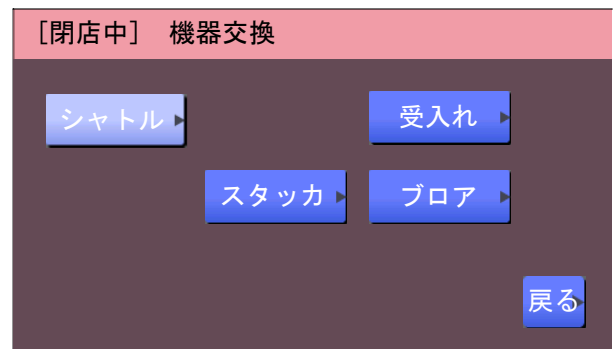 [閉店中] 機器交換
シャトル
受入れ
スタッカ
ブロア
戻る